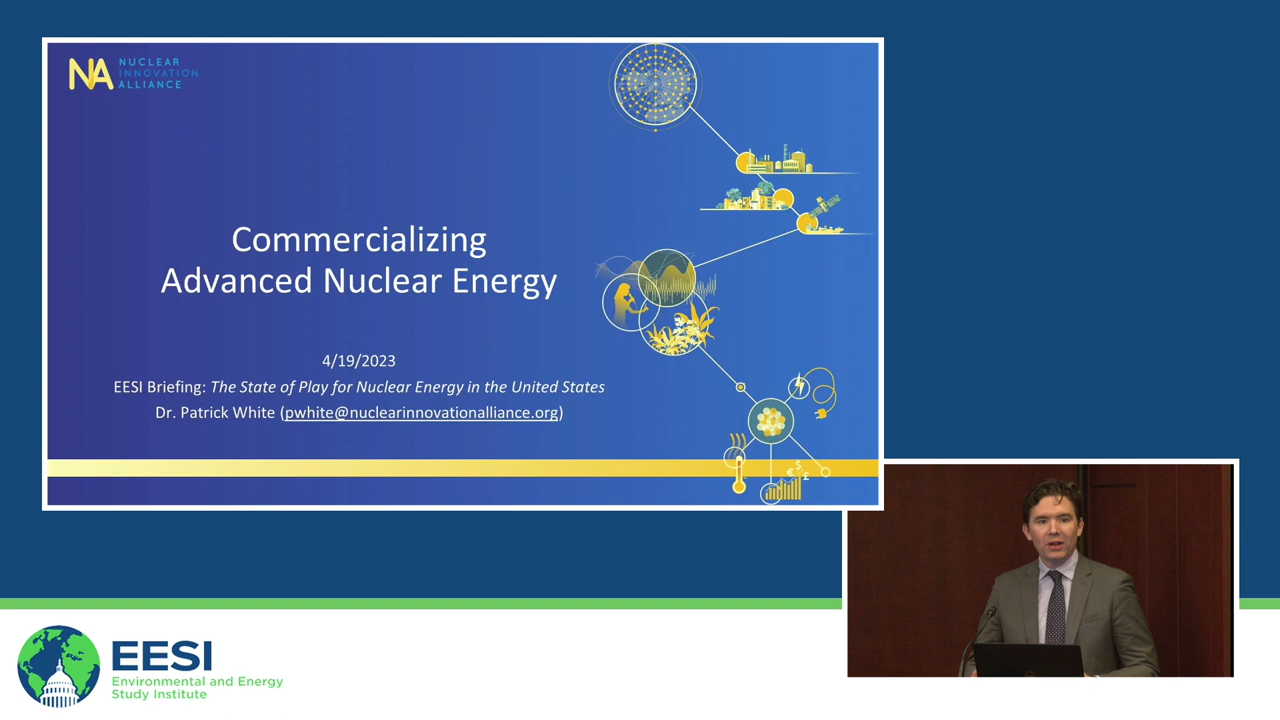 NA
NUCLEAR
INNOVATION
ALLIANCE
Commercializing
Advanced Nuclear Energy
4/19/2023
EESI Briefing: The State of Play for Nuclear Energy in the United States
Dr. Patrick White (pwhite@nuclearinnovationalliance.org)
€ $ £
EESI
Environmental and Energy
Study Institute